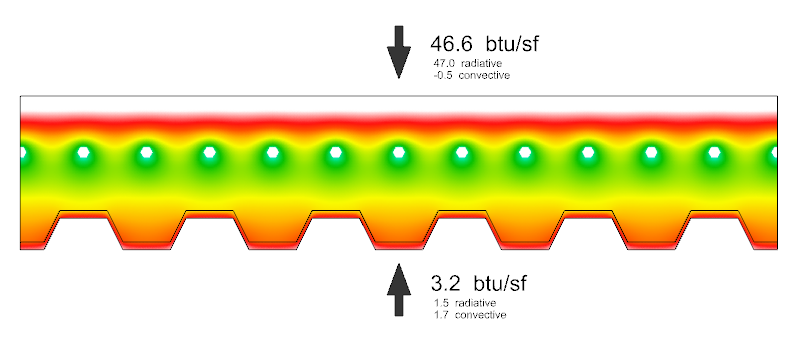 46.6 btu/sf
47.0 radiative
-0.5 convective
3.2 btu/sf
1.5 radiative
1.7 convective